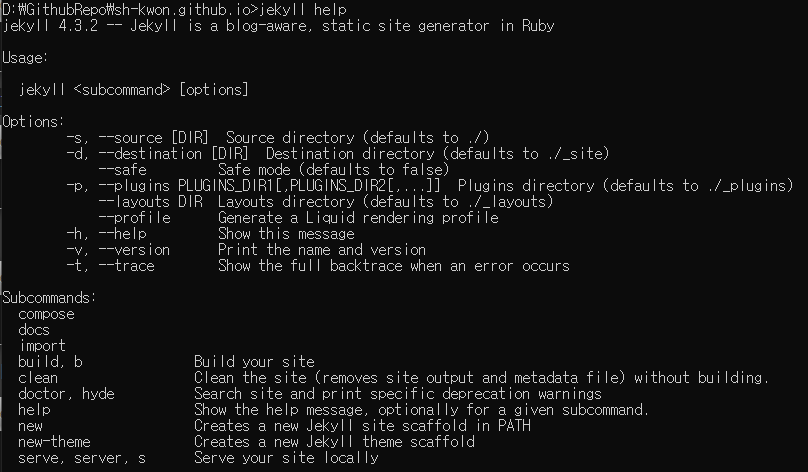 D:₩GithubRepo₩sh-kwon.github.io>jekyll help
jekyll 4.3.2 -- Jekyll is a blog-aware, static site generator in Ruby

Usage:

  jekyll <subcommand> [options]

Options:
        -s, --source [DIR]  Source directory (defaults to ./)
        -d, --destination [DIR]  Destination directory (defaults to ./_site)
            --safe         Safe mode (defaults to false)
        -p, --plugins PLUGINS_DIR1[,PLUGINS_DIR2[,...]]  Plugins directory (defaults to ./_plugins)
            --layouts DIR  Layouts directory (defaults to ./_layouts)
            --profile      Generate a Liquid rendering profile
        -h, --help         Show this message
        -v, --version      Print the name and version
        -t, --trace        Show the full backtrace when an error occurs

Subcommands:
  compose
  docs
  import
  build, b              Build your site
  clean                 Clean the site (removes site output and metadata file) without building.
  doctor, hyde          Search site and print specific deprecation warnings
  help                  Show the help message, optionally for a given subcommand.
  new                   Creates a new Jekyll site scaffold in PATH
  new-theme             Creates a new Jekyll theme scaffold
  serve, server, s      Serve your site locally